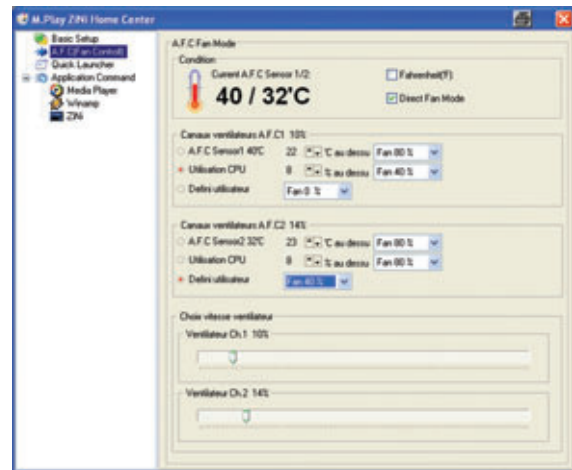 M.Play ZiNi Home Center
Basic Setup
A.F.C(Fan Control)
Quick Launcher
Application Command
Media Player
Winamp
ZiNi
A.F.C Fan Mode
Condition
Current A.F.C Sensor 1/2:
40 / 32'C
Fahrenheit(F)
Direct Fan Mode
Canaux ventilateurs A.F.C1 10%
A.F.C Sensor1 40'C 22 'C au dessu Fan 80 %
Utilisation CPU 8 % au dessu Fan 40 %
Defini utilisateur Fan 0 %
Canaux ventilateurs A.F.C2 14%
A.F.C Sensor2 32'C 23 'C au dessu Fan 80 %
Utilisation CPU 8 % au dessu Fan 80 %
Defini utilisateur Fan 40 %
Choix vitesse ventilateur
Ventilateur Ch.1 10%
Ventilateur Ch.2 14%